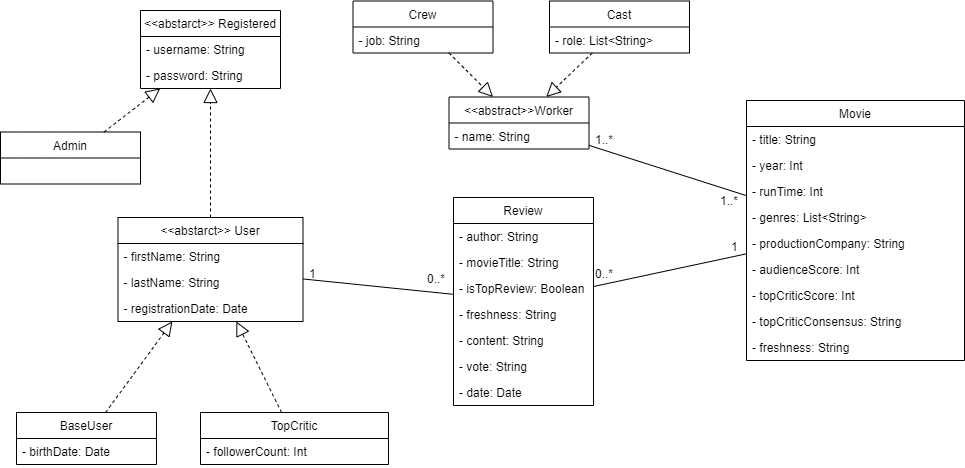 <<abstarct>> Registered
- username: String
- password: String
Admin
<<abstarct>> User
- firstName: String
- lastName: String
- registrationDate: Date
BaseUser
- birthDate: Date
TopCritic
- followerCount: Int
Crew
- job: String
Cast
- role: List<String>
<<abstract>>Worker
- name: String
1..*
1..*
Review
- author: String
- movieTitle: String
- isTopReview: Boolean
- freshness: String
- content: String
- vote: String
- date: Date
1
0..*
0..*
1
Movie
- title: String
- year: Int
- runTime: Int
- genres: List<String>
- productionCompany: String
- audienceScore: Int
- topCriticScore: Int
- topCriticConsensus: String
- freshness: String